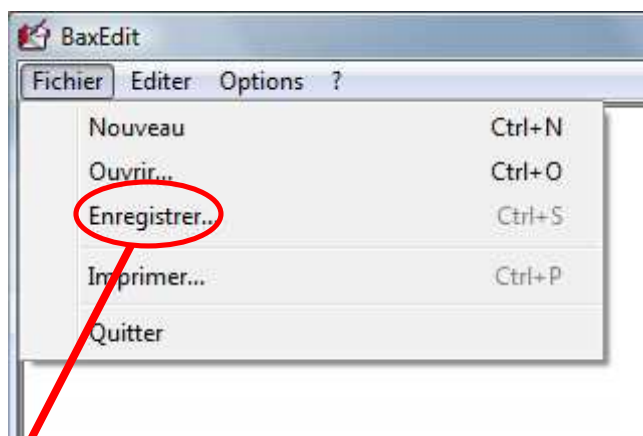 BaxEdit
Fichier Editer Options ?
Nouveau Ctrl+N
Ouvrir... Ctrl+O
Enregistrer... Ctrl+S
Imprimer... Ctrl+P
Quitter